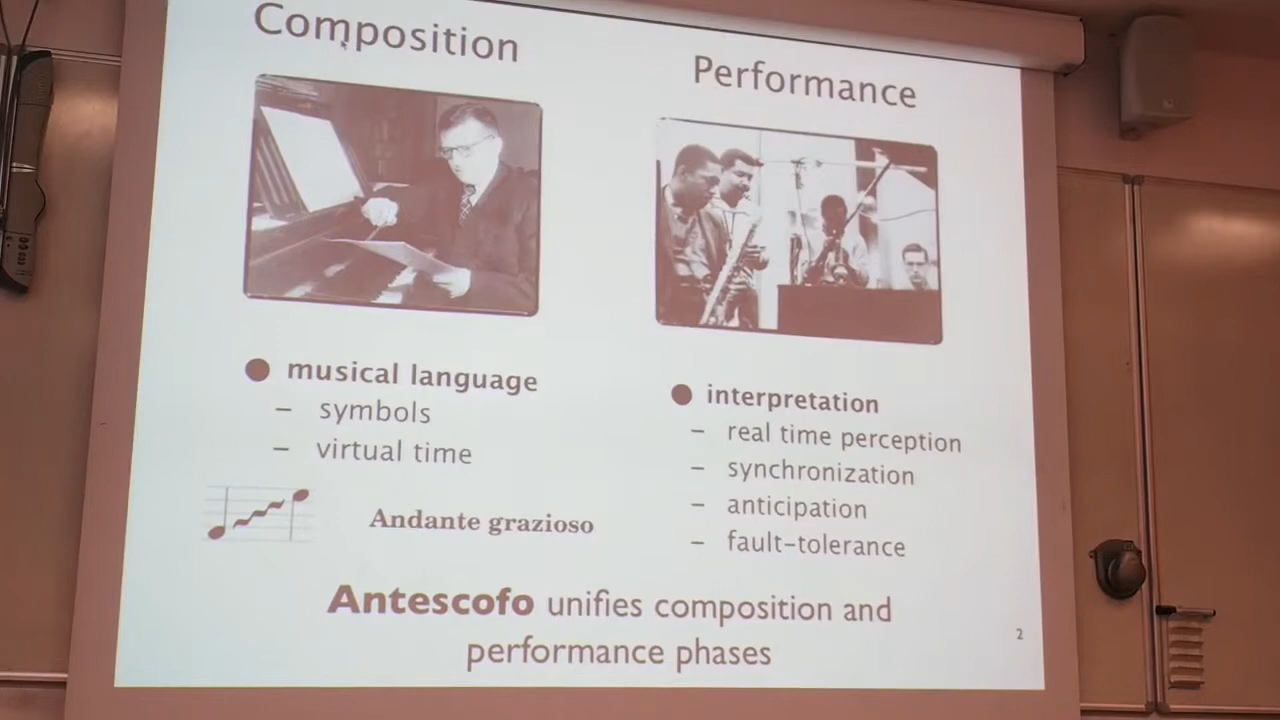 Composition
Performance
musical language
– symbols
– virtual time
Andante grazioso
interpretation
– real time perception
– synchronization
– anticipation
– fault-tolerance
Antescofo unifies composition and
performance phases
2